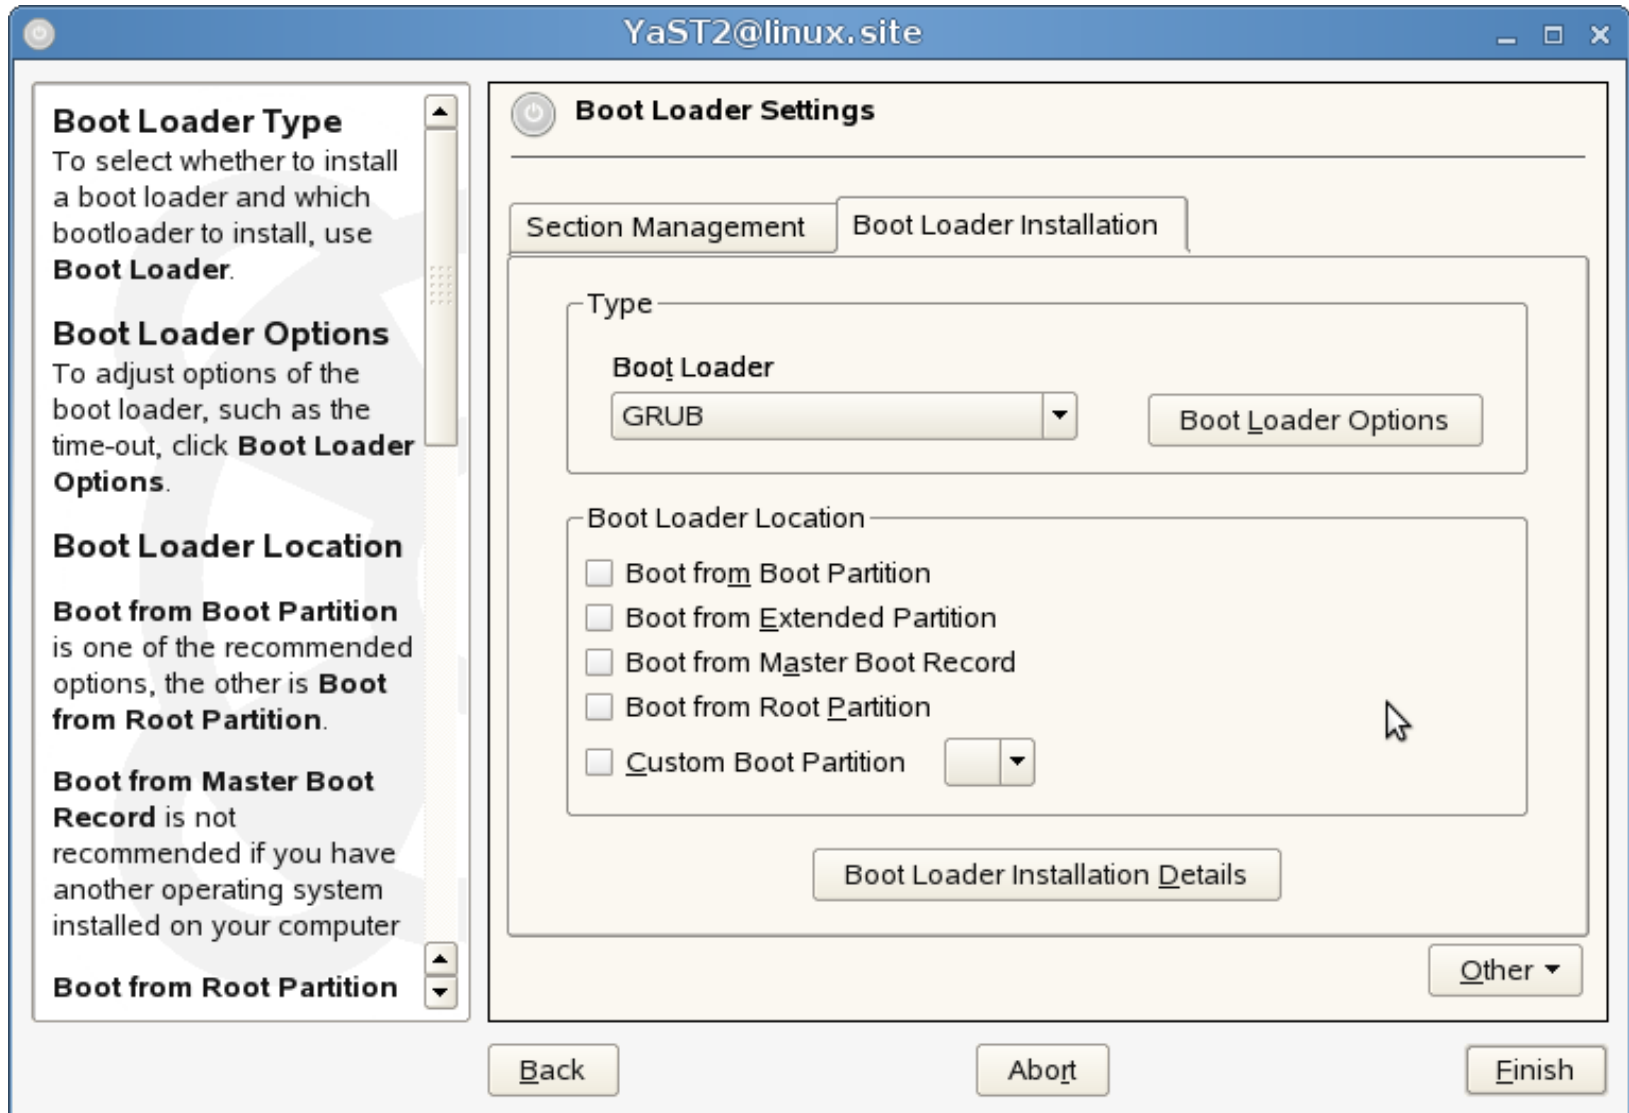 YaST2@linux.site
Boot Loader Type
To select whether to install
a boot loader and which
bootloader to install, use
Boot Loader.
Boot Loader Options
To adjust options of the
boot loader, such as the
time-out, click Boot Loader
Options.
Boot Loader Location
Boot from Boot Partition
is one of the recommended
options, the other is Boot
from Root Partition.
Boot from Master Boot
Record is not
recommended if you have
another operating system
installed on your computer
Boot from Root Partition
Boot Loader Settings
Section Management
Boot Loader Installation
Type
Boot Loader
GRUB
Boot Loader Options
Boot Loader Location
Boot from Boot Partition
Boot from Extended Partition
Boot from Master Boot Record
Boot from Root Partition
Custom Boot Partition
Boot Loader Installation Details
Other
Back
Abort
Finish